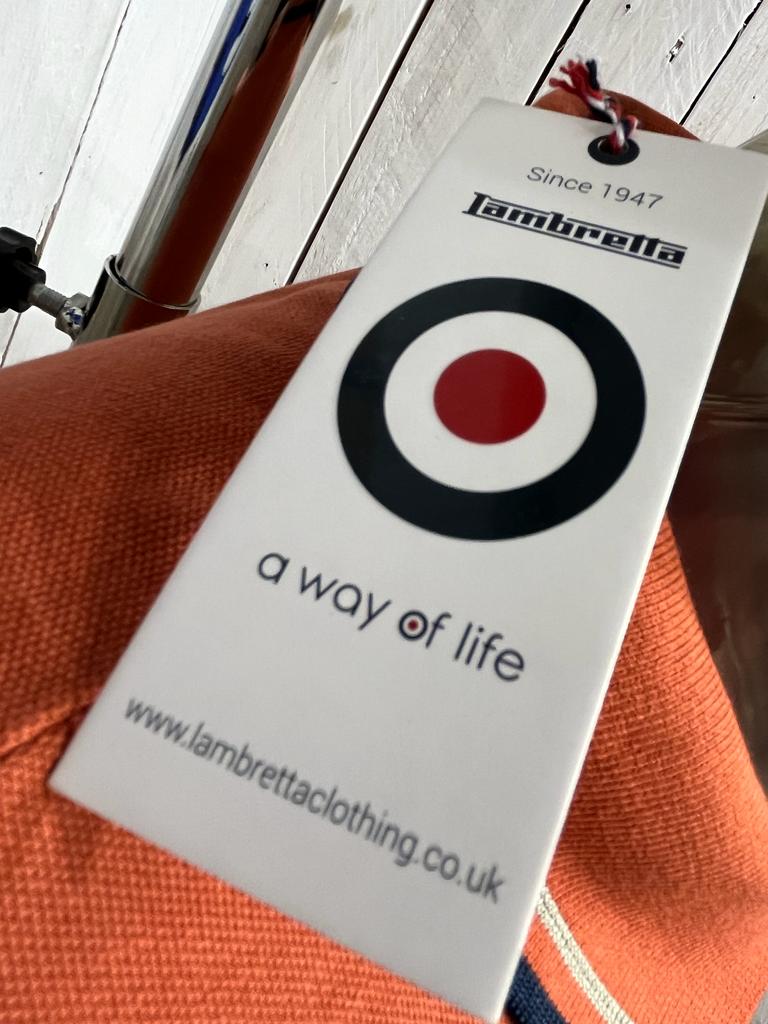 Since 1947
Lambretta
a way of life
www.lambrettaclothing.co.uk